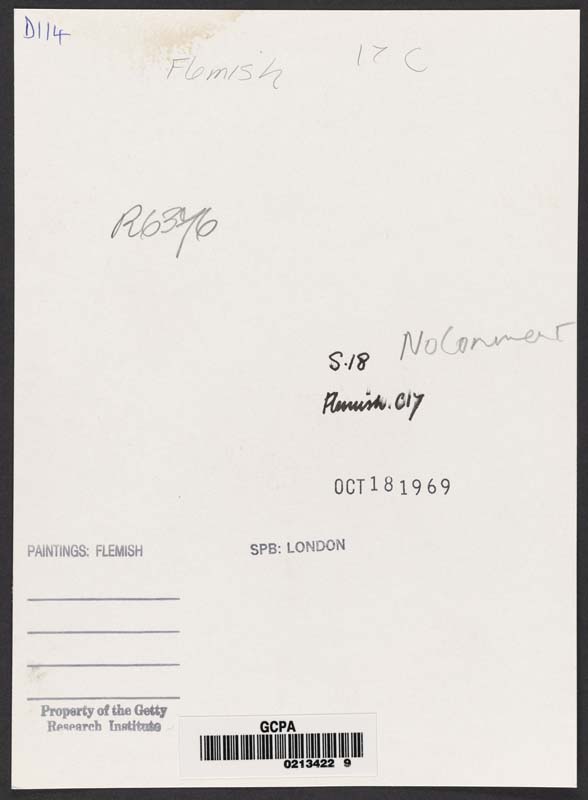 D114
Flemish 17 C
R6376
No Comment
S.18
Flemish. C17
OCT 18 1969
PAINTINGS: FLEMISH
SPB: LONDON
Property of the Getty
Research Institute
GCPA
0213422 9